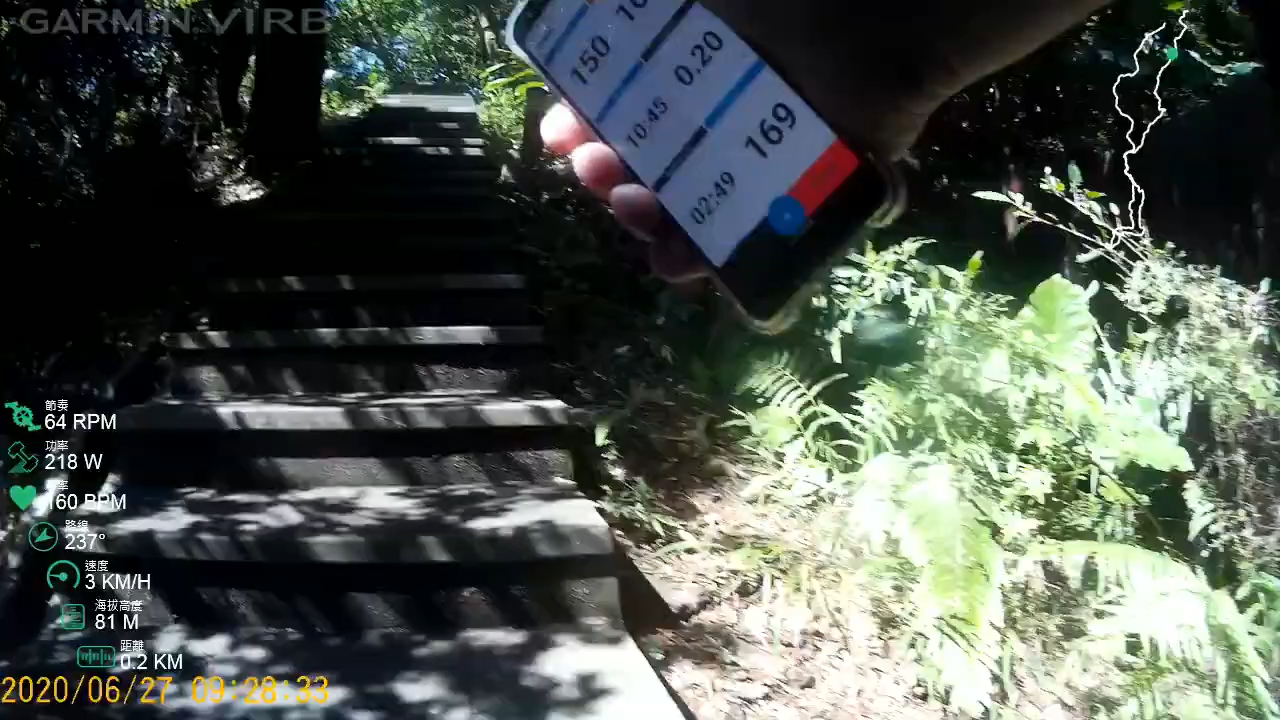 GARMIN.VIRB
150
10:45
0.20
02:49
169
節奏
64 RPM
功率
218 W
160 BPM
路線
237°
速度
3 KM/H
海拔高度
81 M
距離
0.2 KM
2020/06/27 09:28:33